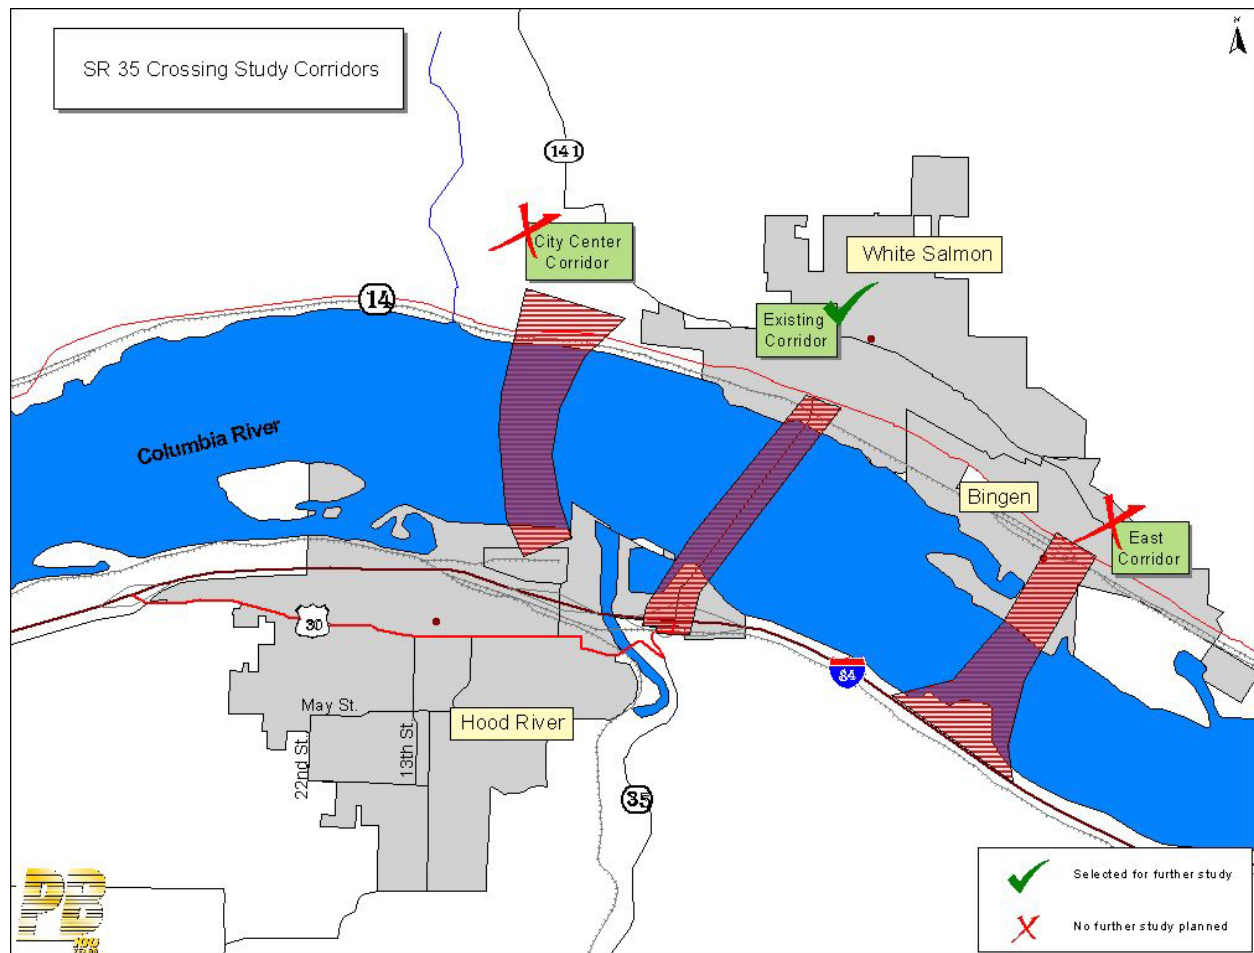 N
SR 35 Crossing Study Corridors
141
City Center
Corridor
White Salmon
14
Existing
Corridor
Columbia River
Bingen
East
Corridor
30
84
May St.
Hood River
22nd St.
13th St.
35
Selected for further study
No further study planned
PB
100
YEARS